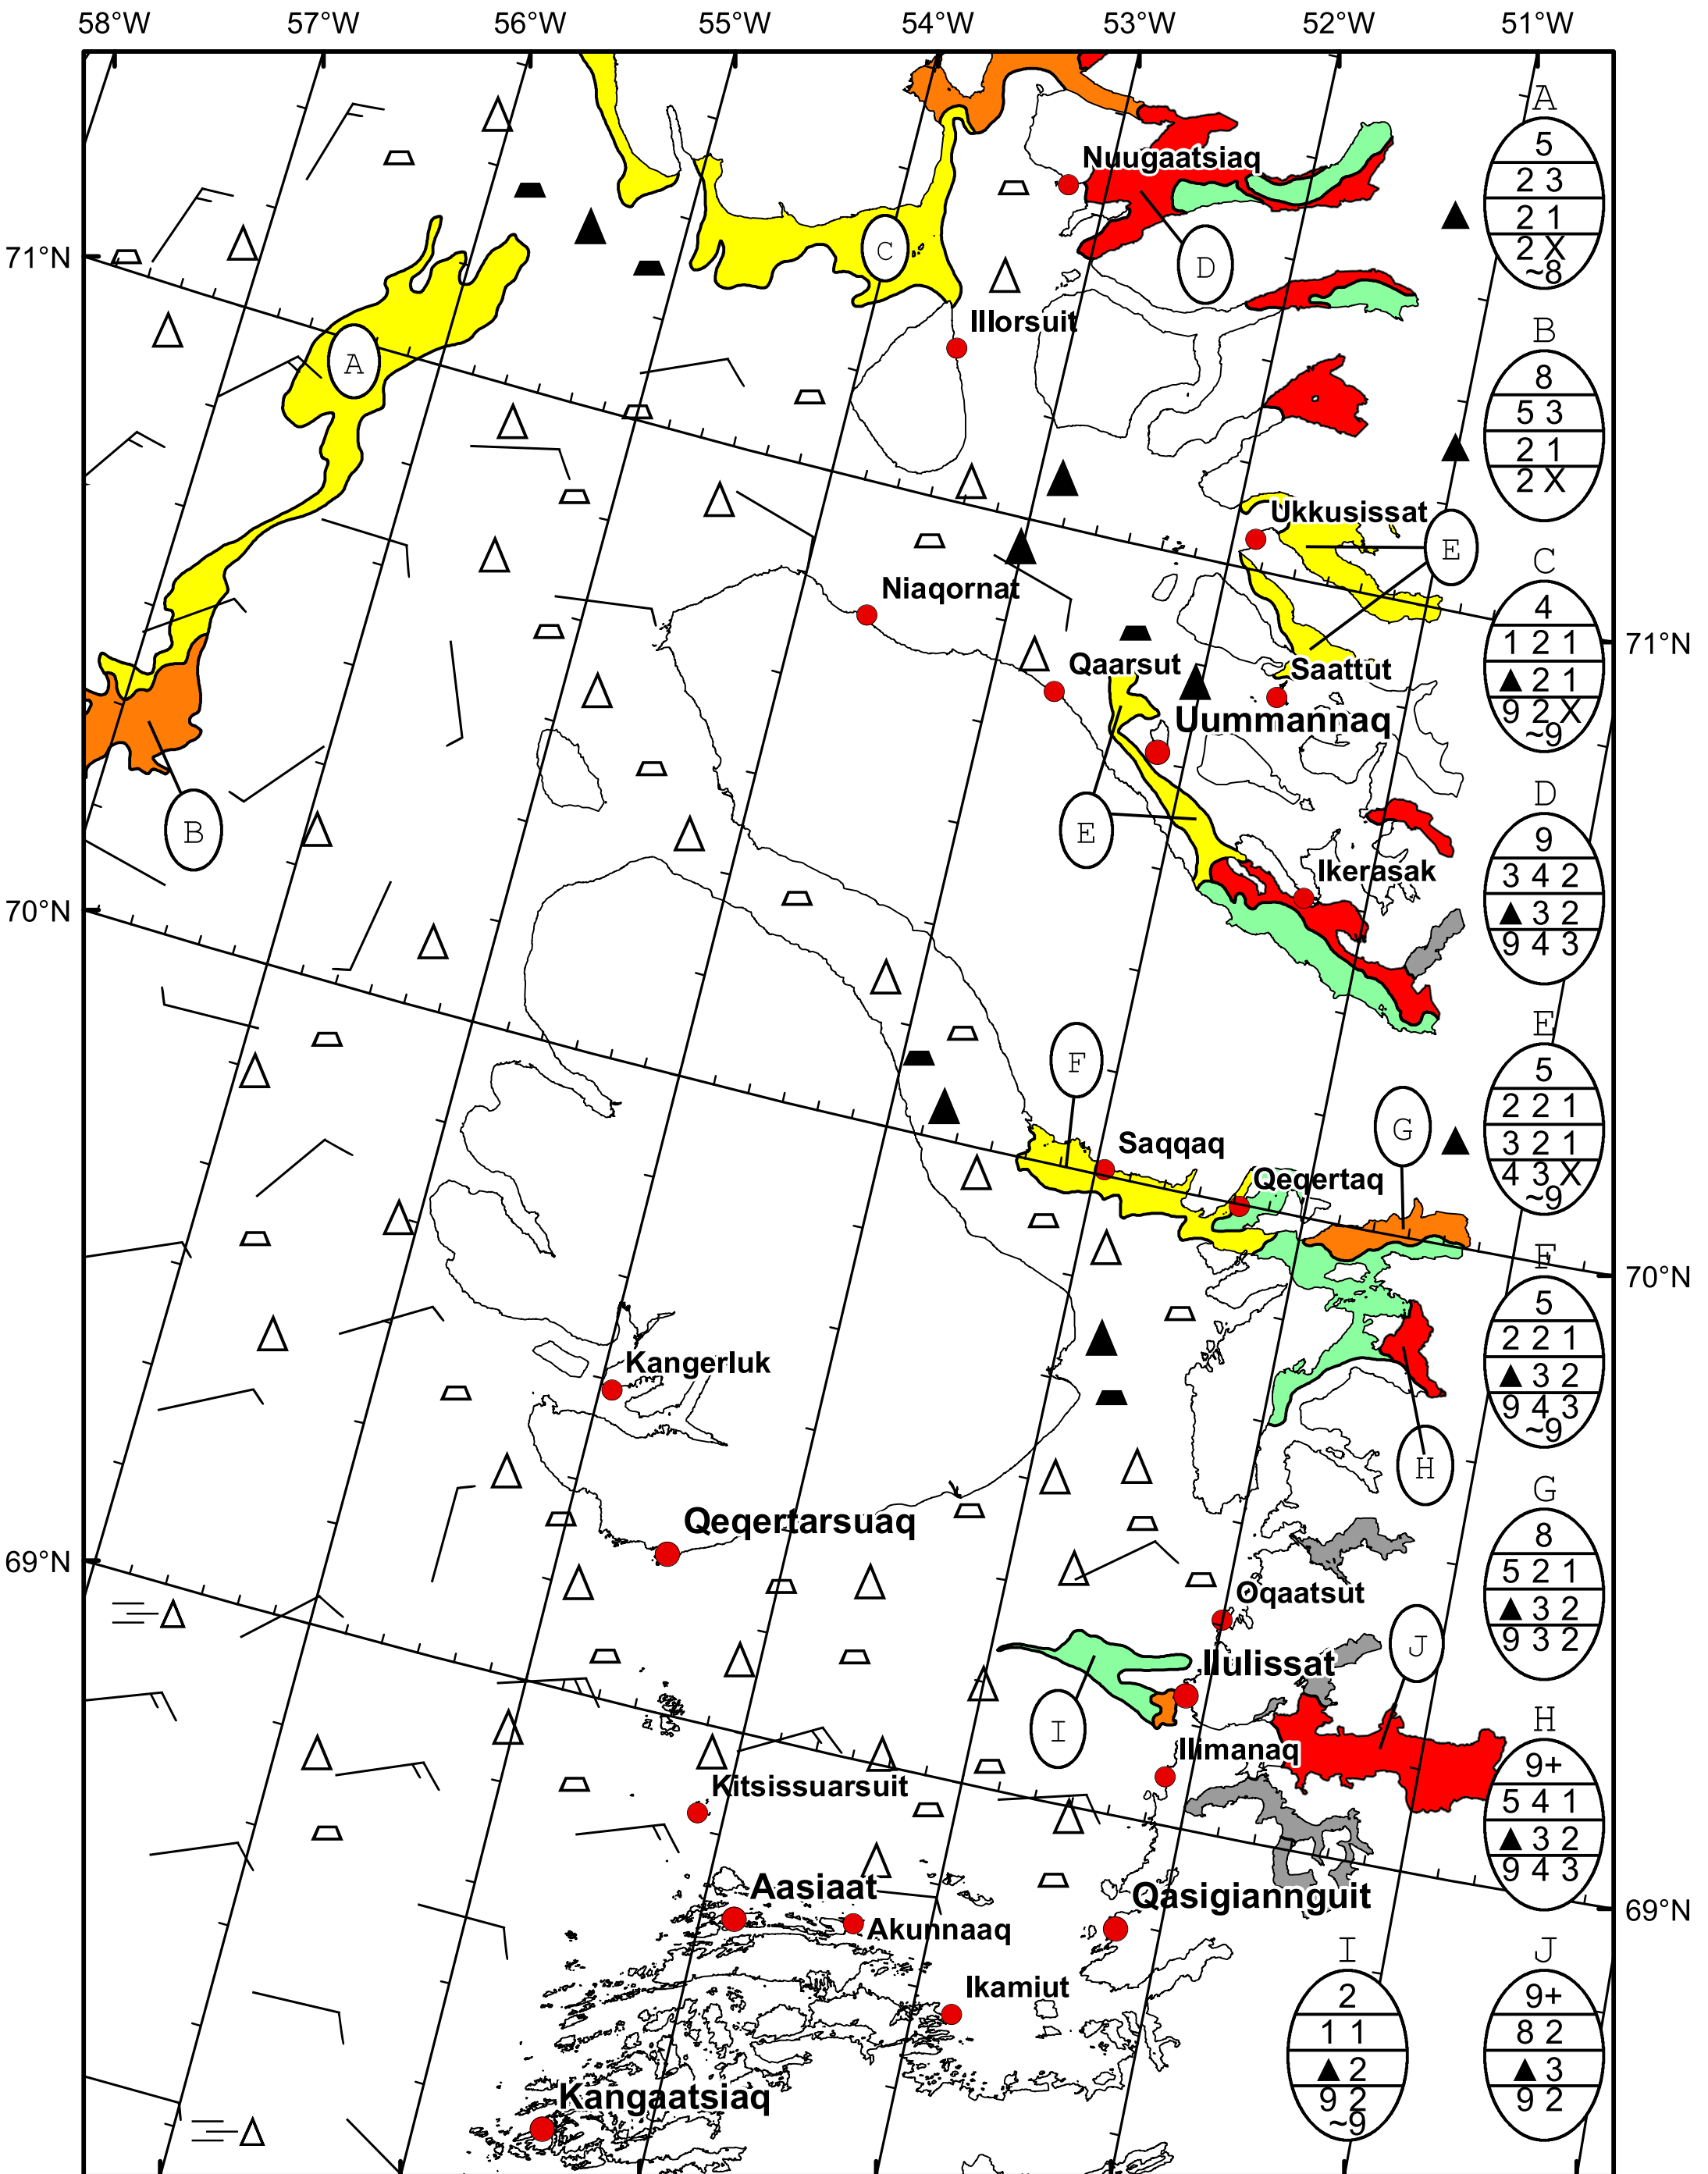 58°W 57°W 56°W 55°W 54°W 53°W 52°W 51°W
A
5
2 3
2 1
2 X
~8
Nuugaatsiaq
71°N
C
D
B
8
5 3
2 1
2 X
Illorsuit
A
Ukkusissat
E
C
4
1 2 1
▲ 2 1
9 2 X
~9
Niaqornat
71°N
Qaarsut
Saattut
Uummannaq
B
E
D
9
3 4 2
▲ 3 2
9 4 3
Ikerasak
70°N
F
G
E
5
2 2 1
3 2 1
4 3 X
~9
Saqqaq
Qeqertaq
70°N
F
5
2 2 1
▲ 3 2
9 4 3
~9
Kangerluk
H
G
8
5 2 1
▲ 3 2
9 3 2
Qeqertarsuaq
69°N
Oqaatsut
J
Ilulissat
I
H
9+
5 4 1
▲ 3 2
9 4 3
Ilimanaq
Kitsissuarsuit
Aasiaat
Qasigiannguit
69°N
Akunnaaq
Ikamiut
I
2
1 1
▲ 2
9 2
~9
J
9+
8 2
▲ 3
9 2
Kangaatsiaq